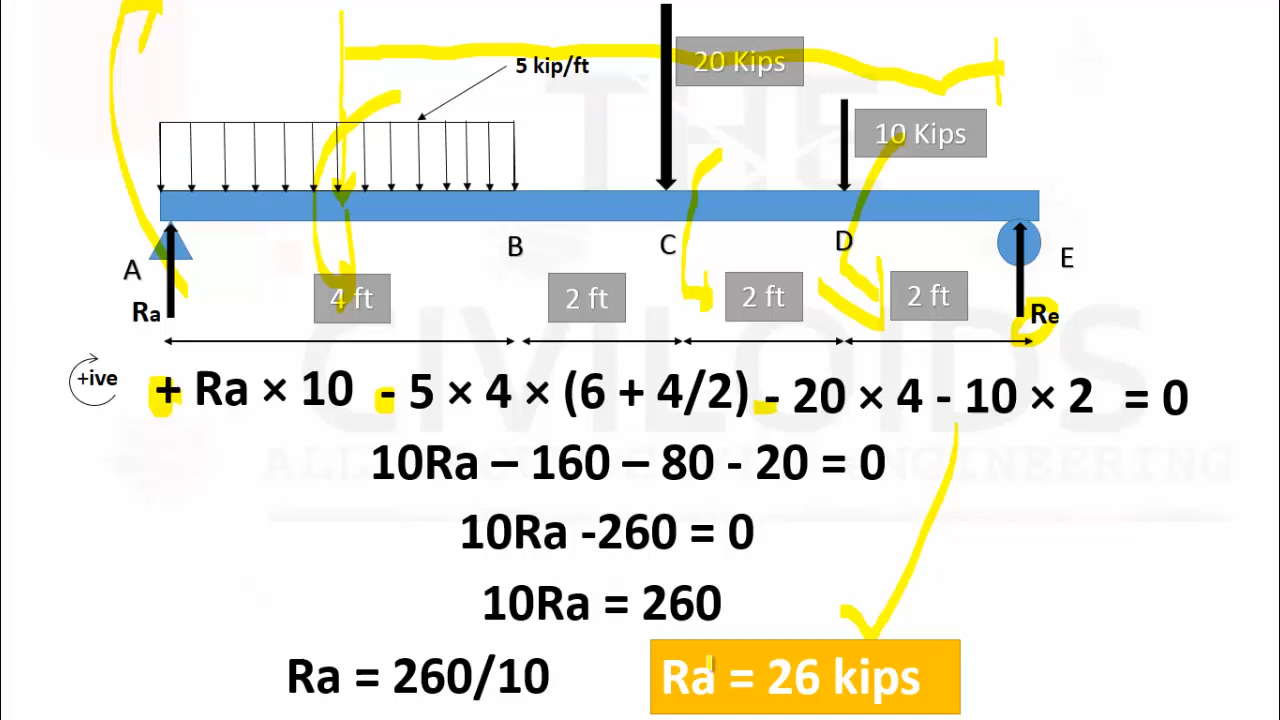 20 Kips
5 kip/ft
10 Kips
A
B
C
D
E
Ra
4 ft
2 ft
2 ft
2 ft
Re
+ive
+ Ra × 10 - 5 × 4 × (6 + 4/2) - 20 × 4 - 10 × 2 = 0
10Ra – 160 – 80 - 20 = 0
10Ra -260 = 0
10Ra = 260
Ra = 260/10
Ra = 26 kips
THE
CIVILOIDS